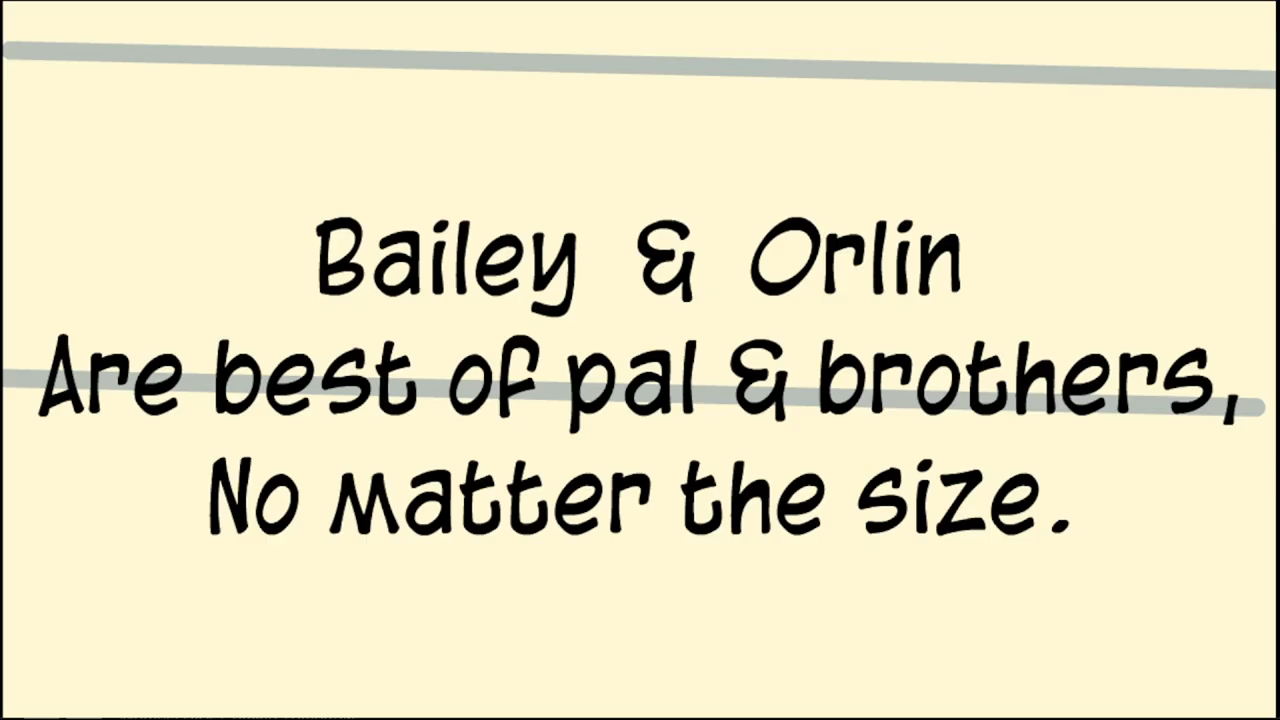 Bailey & Orlin
Are best of pal & brothers,
No matter the size.